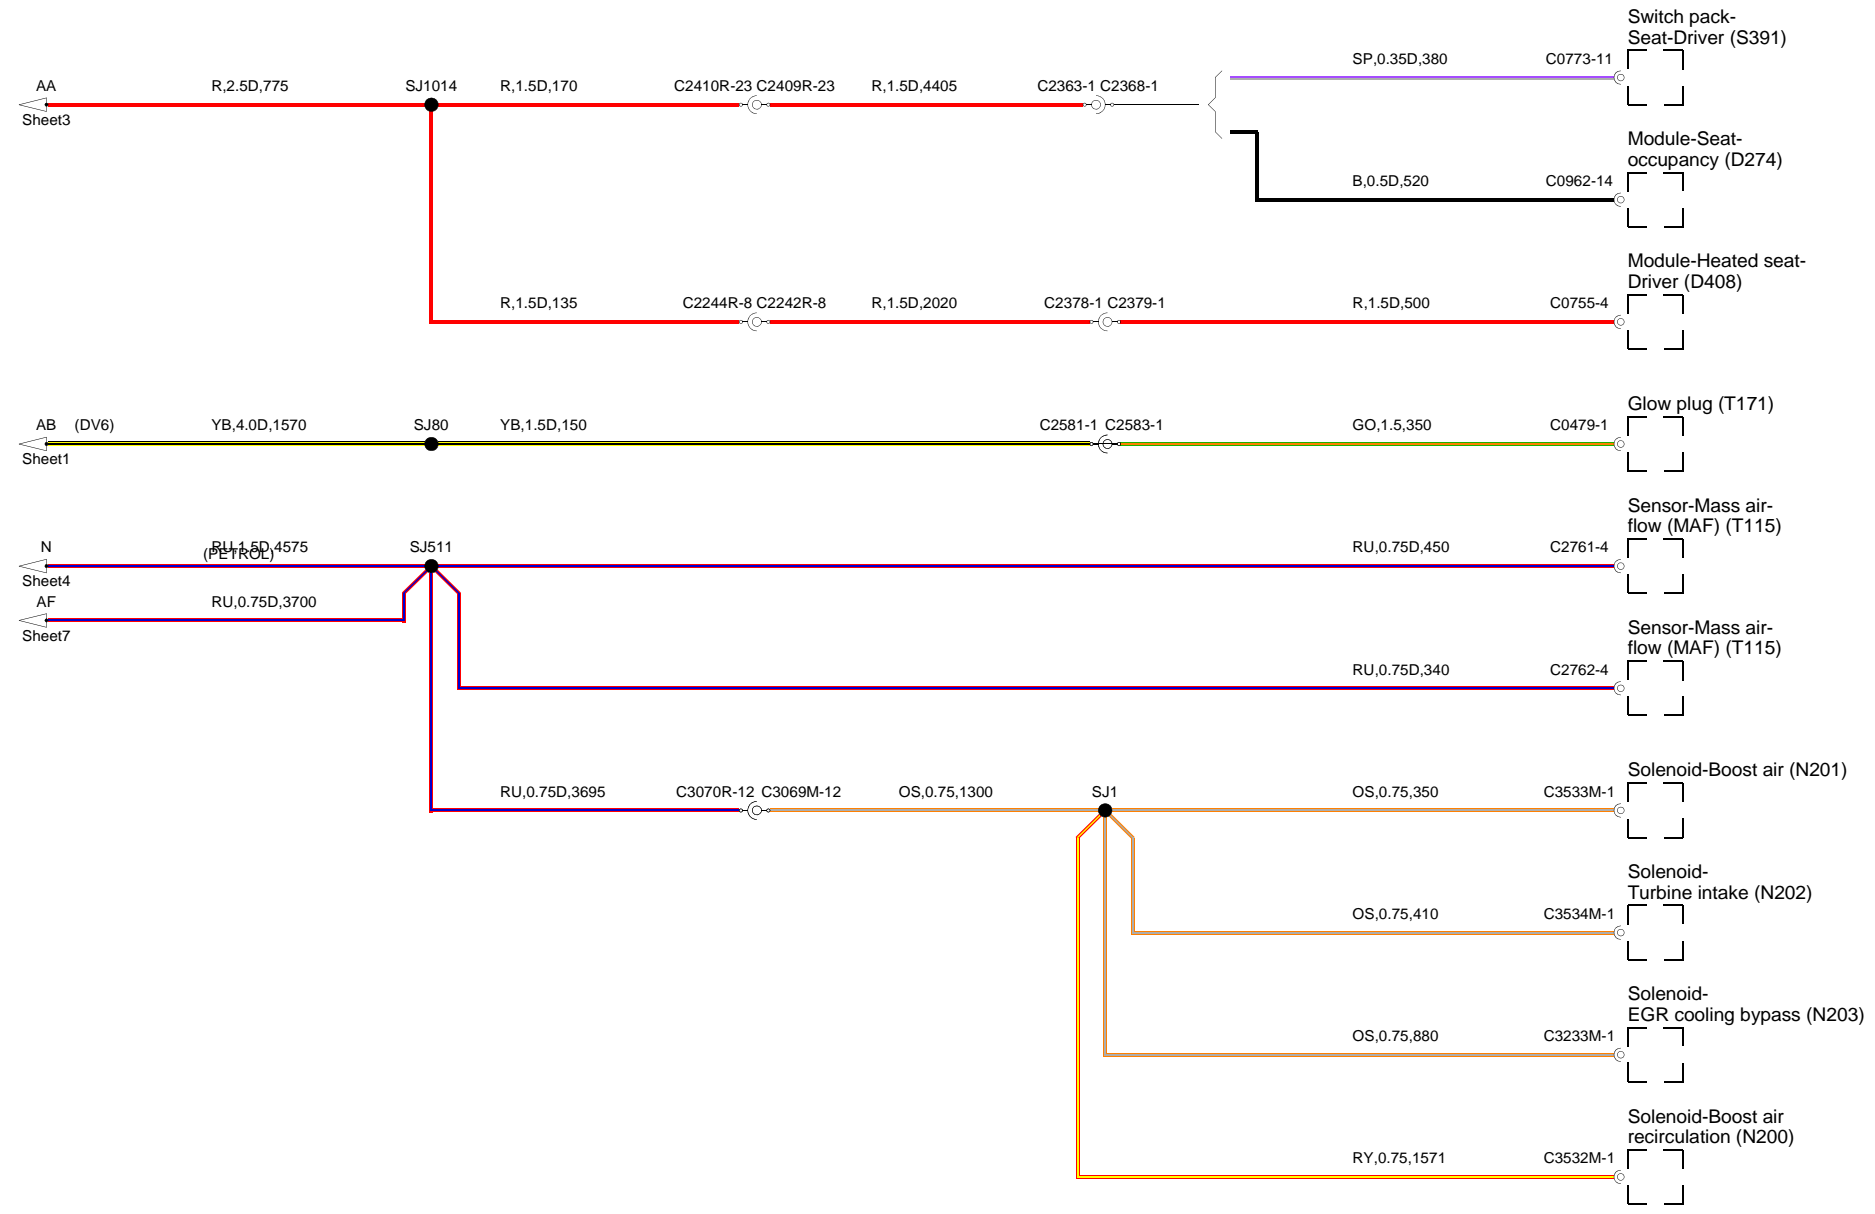 Switch pack-
Seat-Driver (S391)
SP,0.35D,380 C0773-11
AA R,2.5D,775 SJ1014 R,1.5D,170 C2410R-23 C2409R-23 R,1.5D,4405 C2363-1 C2368-1
Sheet3
Module-Seat-
occupancy (D274)
B,0.5D,520 C0962-14
Module-Heated seat-
Driver (D408)
R,1.5D,135 C2244R-8 C2242R-8 R,1.5D,2020 C2378-1 C2379-1 R,1.5D,500 C0755-4
Glow plug (T171)
AB (DV6) YB,4.0D,1570 SJ80 YB,1.5D,150 C2581-1 C2583-1 GO,1.5,350 C0479-1
Sheet1
Sensor-Mass air-
flow (MAF) (T115)
N RU,1.5D,4575 SJ511 RU,0.75D,450 C2761-4
(PETROL)
Sheet4
AF RU,0.75D,3700
Sheet7
Sensor-Mass air-
flow (MAF) (T115)
RU,0.75D,340 C2762-4
Solenoid-Boost air (N201)
RU,0.75D,3695 C3070R-12 C3069M-12 OS,0.75,1300 SJ1 OS,0.75,350 C3533M-1
Solenoid-
Turbine intake (N202)
OS,0.75,410 C3534M-1
Solenoid-
EGR cooling bypass (N203)
OS,0.75,880 C3233M-1
Solenoid-Boost air
recirculation (N200)
RY,0.75,1571 C3532M-1